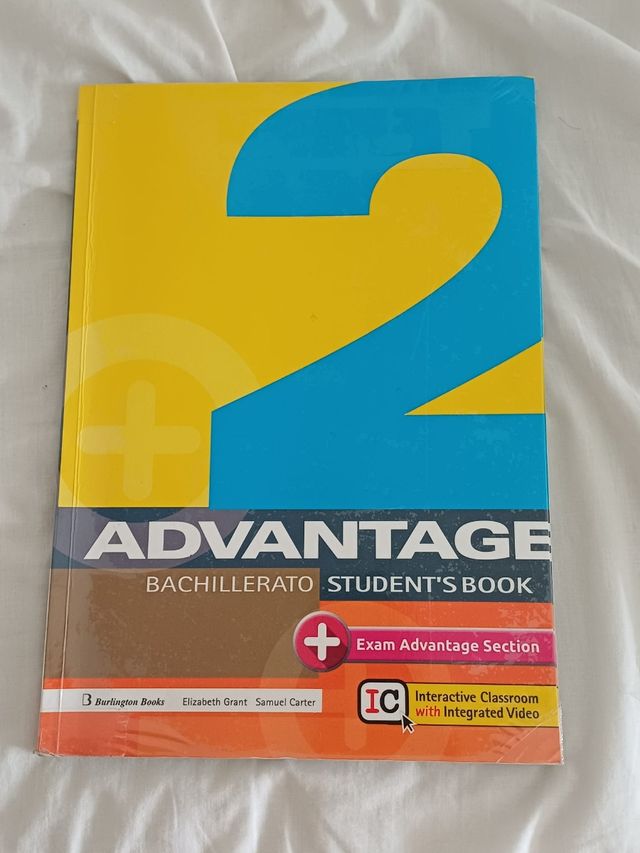 2
ADVANTAGE
BACHILLERATO STUDENT'S BOOK
+ Exam Advantage Section
B Burlington Books Elizabeth Grant Samuel Carter
IC Interactive Classroom
with Integrated Video